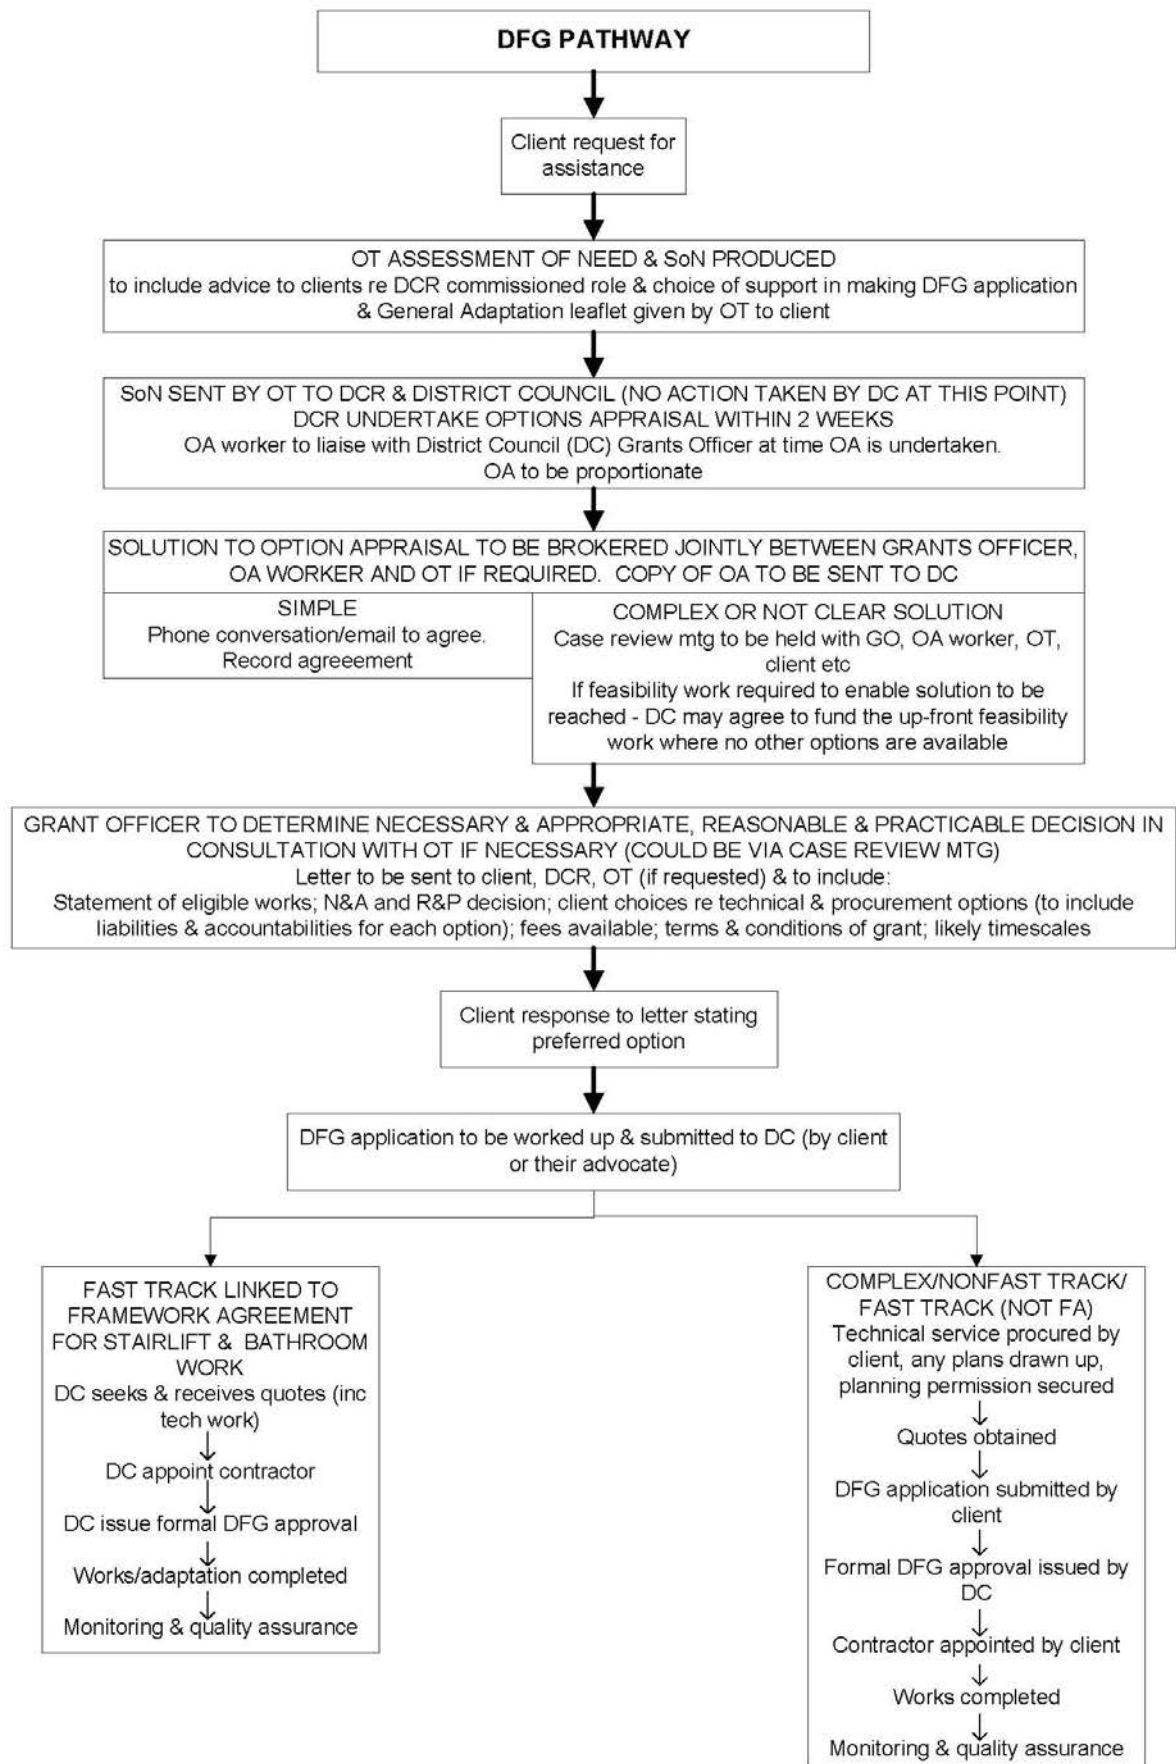 DFG PATHWAY
Client request for
assistance
OT ASSESSMENT OF NEED & SoN PRODUCED
to include advice to clients re DCR commissioned role & choice of support in making DFG application
& General Adaptation leaflet given by OT to client
SoN SENT BY OT TO DCR & DISTRICT COUNCIL (NO ACTION TAKEN BY DC AT THIS POINT)
DCR UNDERTAKE OPTIONS APPRAISAL WITHIN 2 WEEKS
OA worker to liaise with District Council (DC) Grants Officer at time OA is undertaken.
OA to be proportionate
SOLUTION TO OPTION APPRAISAL TO BE BROKERED JOINTLY BETWEEN GRANTS OFFICER,
OA WORKER AND OT IF REQUIRED. COPY OF OA TO BE SENT TO DC
SIMPLE
Phone conversation/email to agree.
Record agreeement
COMPLEX OR NOT CLEAR SOLUTION
Case review mtg to be held with GO, OA worker, OT,
client etc
If feasibility work required to enable solution to be
reached - DC may agree to fund the up-front feasibility
work where no other options are available
GRANT OFFICER TO DETERMINE NECESSARY & APPROPRIATE, REASONABLE & PRACTICABLE DECISION IN
CONSULTATION WITH OT IF NECESSARY (COULD BE VIA CASE REVIEW MTG)
Letter to be sent to client, DCR, OT (if requested) & to include:
Statement of eligible works; N&A and R&P decision; client choices re technical & procurement options (to include
liabilities & accountabilities for each option); fees available; terms & conditions of grant; likely timescales
Client response to letter stating
preferred option
DFG application to be worked up & submitted to DC (by client
or their advocate)
FAST TRACK LINKED TO
FRAMEWORK AGREEMENT
FOR STAIRLIFT & BATHROOM
WORK
DC seeks & receives quotes (inc
tech work)
DC appoint contractor
DC issue formal DFG approval
Works/adaptation completed
Monitoring & quality assurance
COMPLEX/NONFAST TRACK/
FAST TRACK (NOT FA)
Technical service procured by
client, any plans drawn up,
planning permission secured
Quotes obtained
DFG application submitted by
client
Formal DFG approval issued by
DC
Contractor appointed by client
Works completed
Monitoring & quality assurance